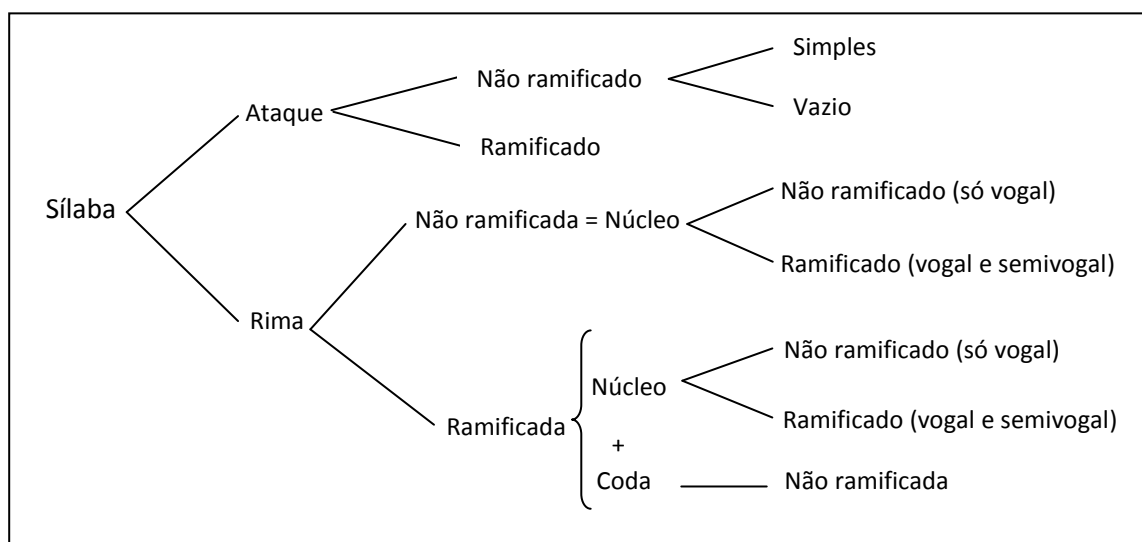 Simples
Não ramificado
Vazio
Ataque
Ramificado
Sílaba
Não ramificado (só vogal)
Não ramificada = Núcleo
Ramificado (vogal e semivogal)
Rima
Não ramificado (só vogal)
Núcleo
Ramificado (vogal e semivogal)
Ramificada
+
Coda
Não ramificada